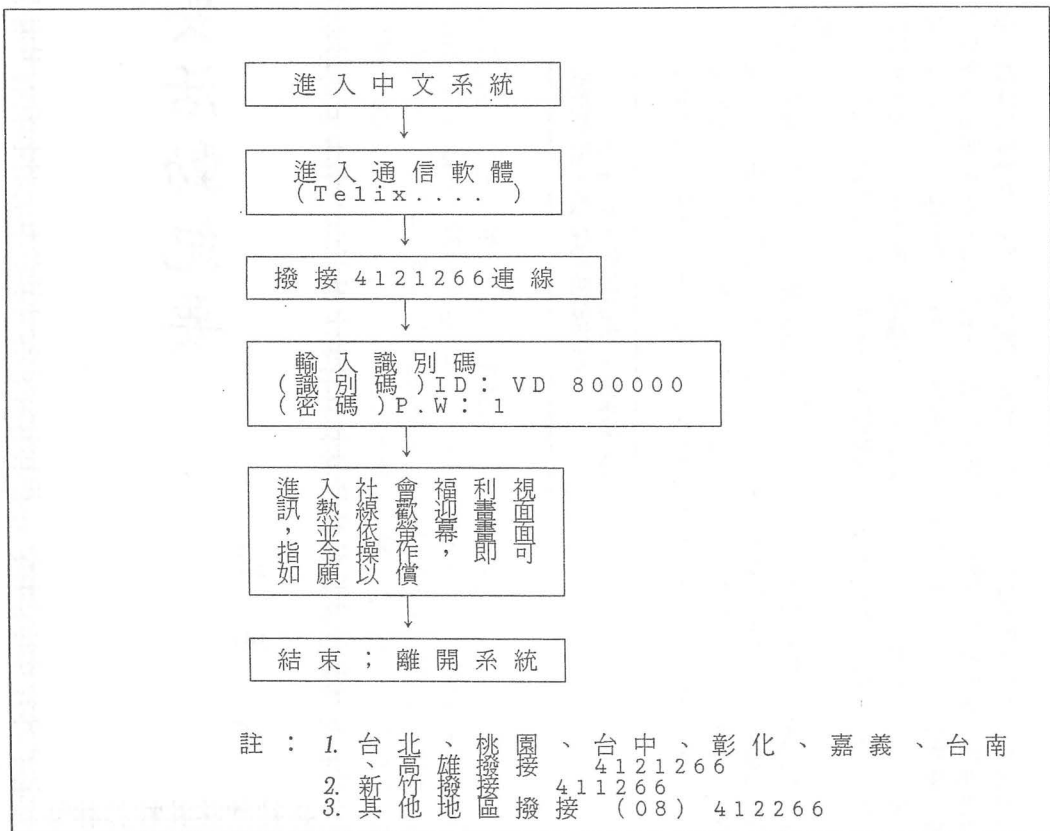 進入中文系統
進入通信軟體
(Telix.... )
撥接4121266連線
輸入識別碼
(識別碼)ID：VD 800000
(密碼)P.W：1
進入社會福利視
訊熱線歡迎畫面
，並依螢幕畫面
指令操作，即可
如願以償
結束；離開系統
註：1. 台北、桃園、台中、彰化、嘉義、台南
、高雄撥接 4121266
2. 新竹撥接 411266
3. 其他地區撥接 (08) 412266